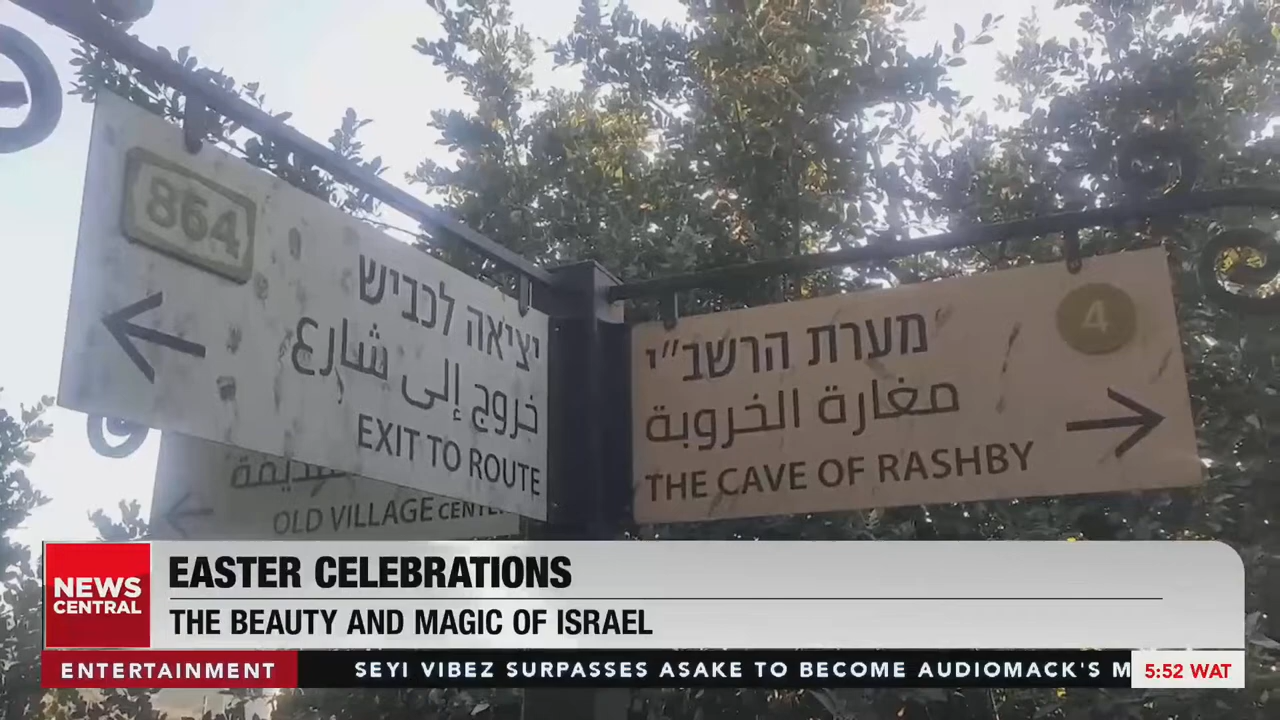 864
יציאה לכביש
خروج إلى شارع
EXIT TO ROUTE
OLD VILLAGE
4
מערת הרשב"י
مغارة الخروبة
THE CAVE OF RASHBY
NEWS
CENTRAL
EASTER CELEBRATIONS
THE BEAUTY AND MAGIC OF ISRAEL
ENTERTAINMENT
SEYI VIBEZ SURPASSES ASAKE TO BECOME AUDIOMACK'S M
5:52 WAT